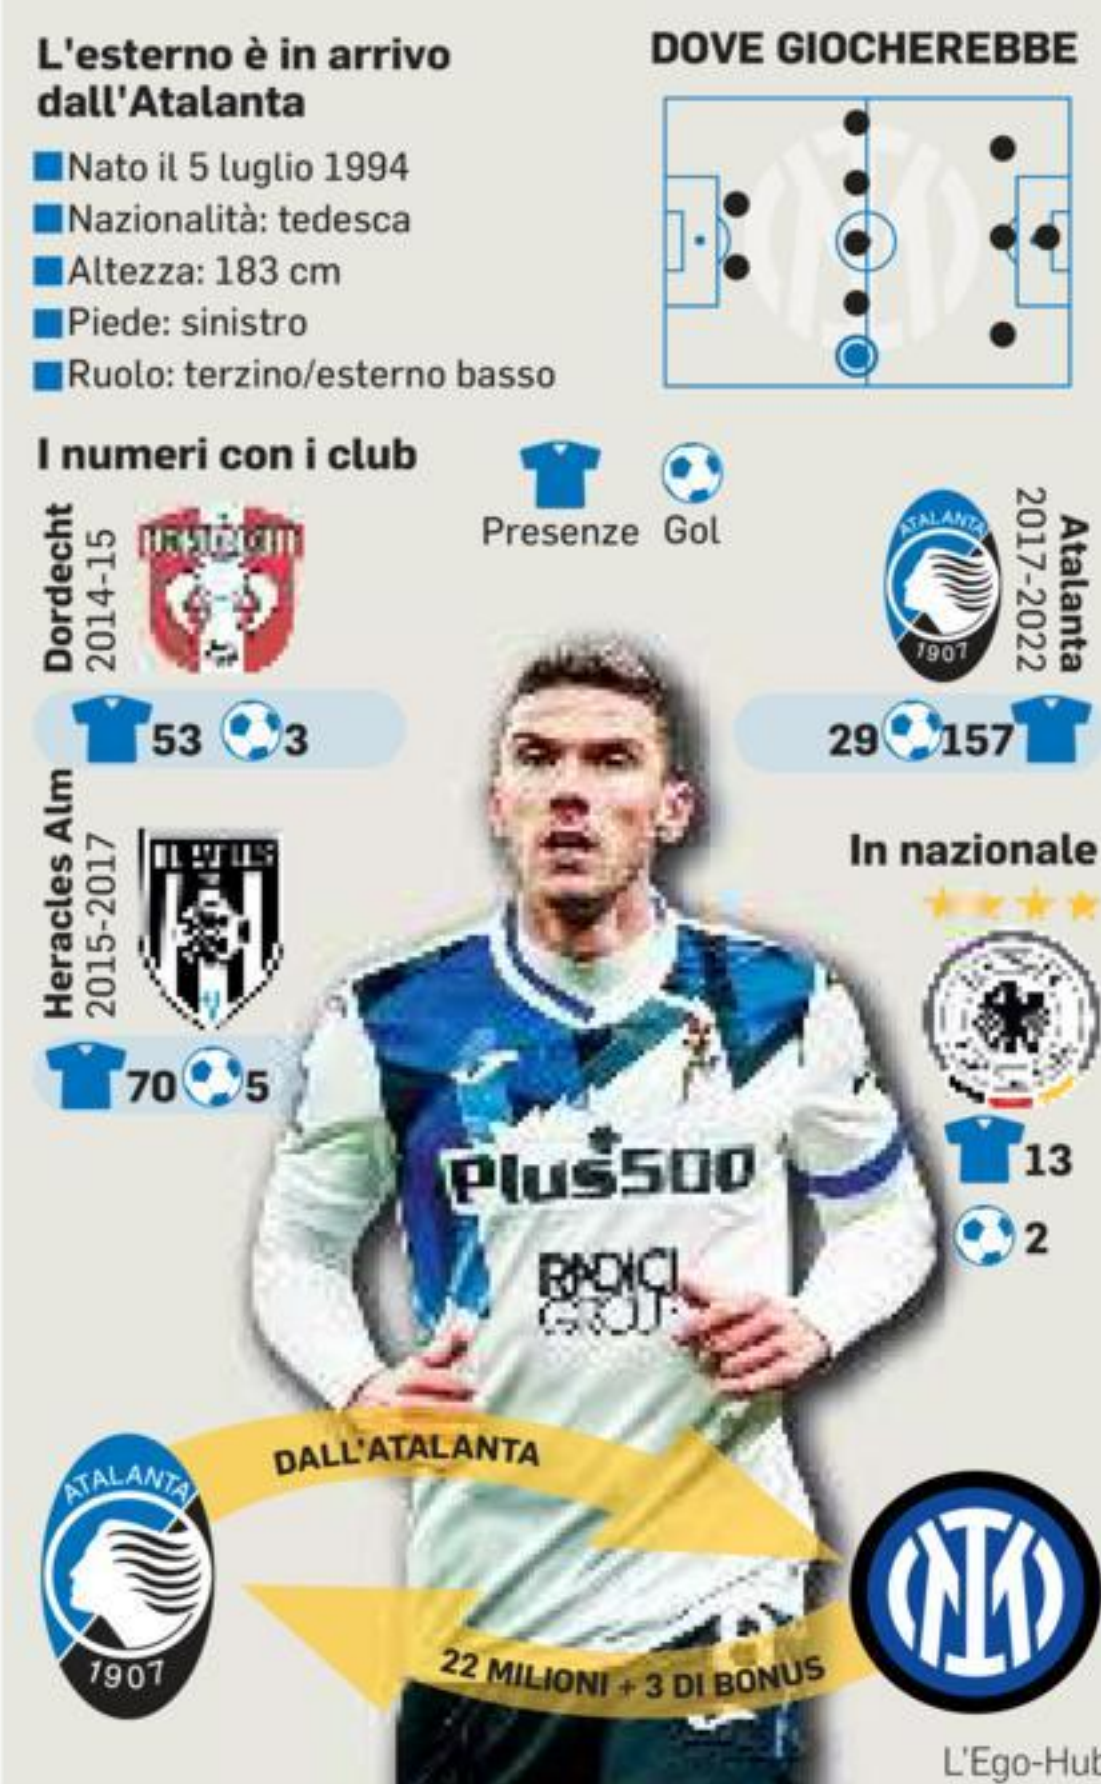 L'esterno è in arrivo
dall'Atalanta
Nato il 5 luglio 1994
Nazionalità: tedesca
Altezza: 183 cm
Piede: sinistro
Ruolo: terzino/esterno basso
DOVE GIOCHEREBBE
I numeri con i club
Presenze Gol
Dordecht
2014-15
53 3
Heracles Alm
2015-2017
70 5
ATALANTA
1907
Atalanta
2017-2022
29 157
In nazionale
13
2
Plus500
RADICI
GROUP
ATALANTA
1907
DALL'ATALANTA
22 MILIONI + 3 DI BONUS
L'Ego-Hub